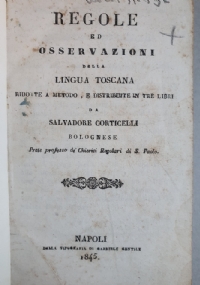 REGOLE
ED
OSSERVAZIONI
DELLA
LINGUA TOSCANA
RIDOTTE A METODO, E DISTRIBUITE IN TRE LIBRI
DA
SALVADORE CORTICELLI
BOLOGNESE
Prete professo de' Chierici Regolari di S. Paolo.
NAPOLI
DALLA TIPOGRAFIA DI GABRIELE GENTILE
1845.